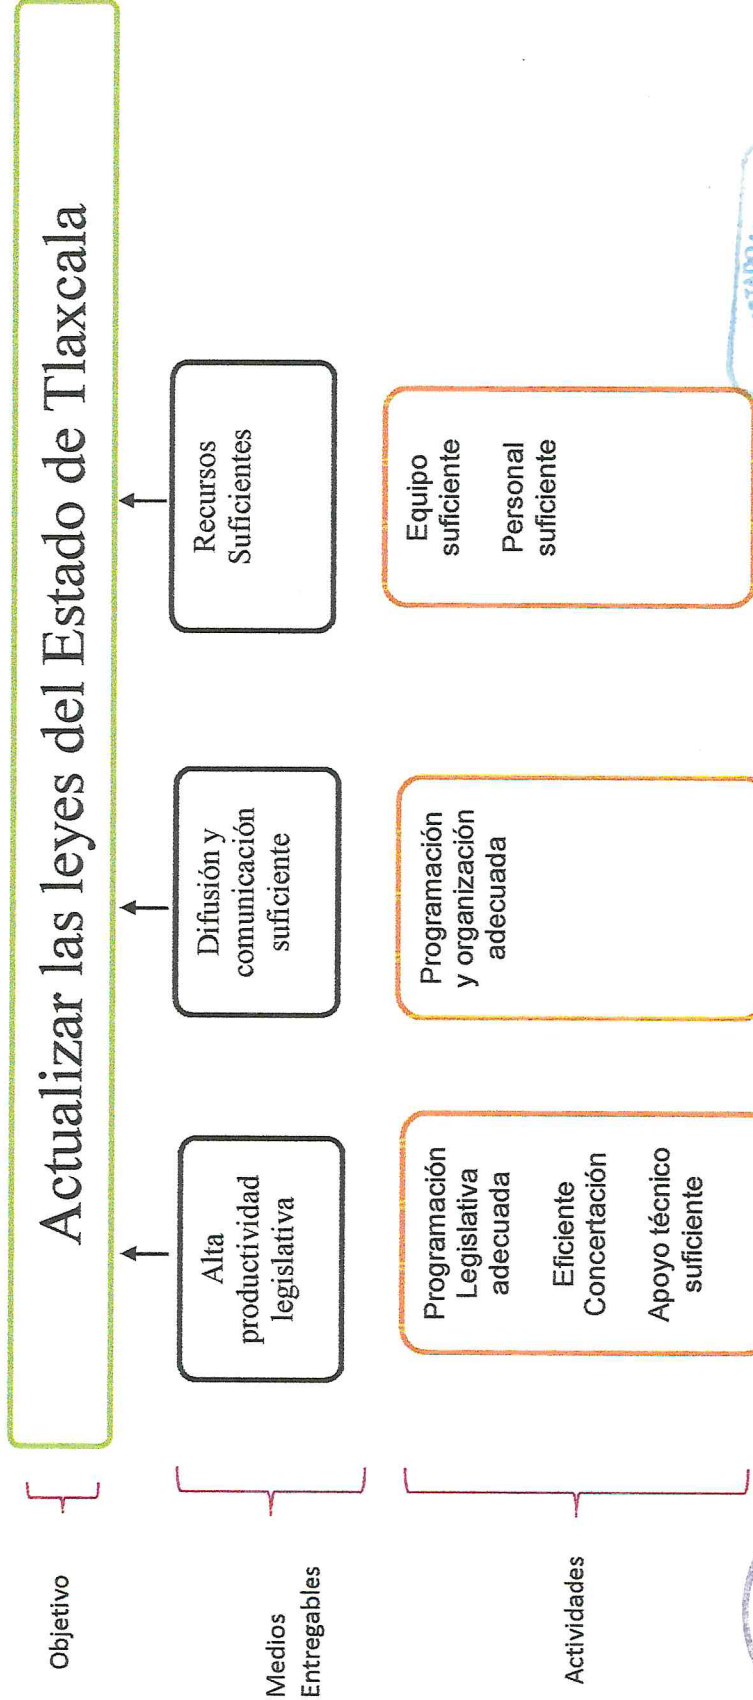 Objetivo
Actualizar las leyes del Estado de Tlaxcala
Medios
Entregables
Alta
productividad
legislativa
Difusión y
comunicación
suficiente
Recursos
Suficientes
Actividades
Programación
Legislativa
adecuada
Eficiente
Concertación
Apoyo técnico
suficiente
Programación
y organización
adecuada
Equipo
suficiente
Personal
suficiente